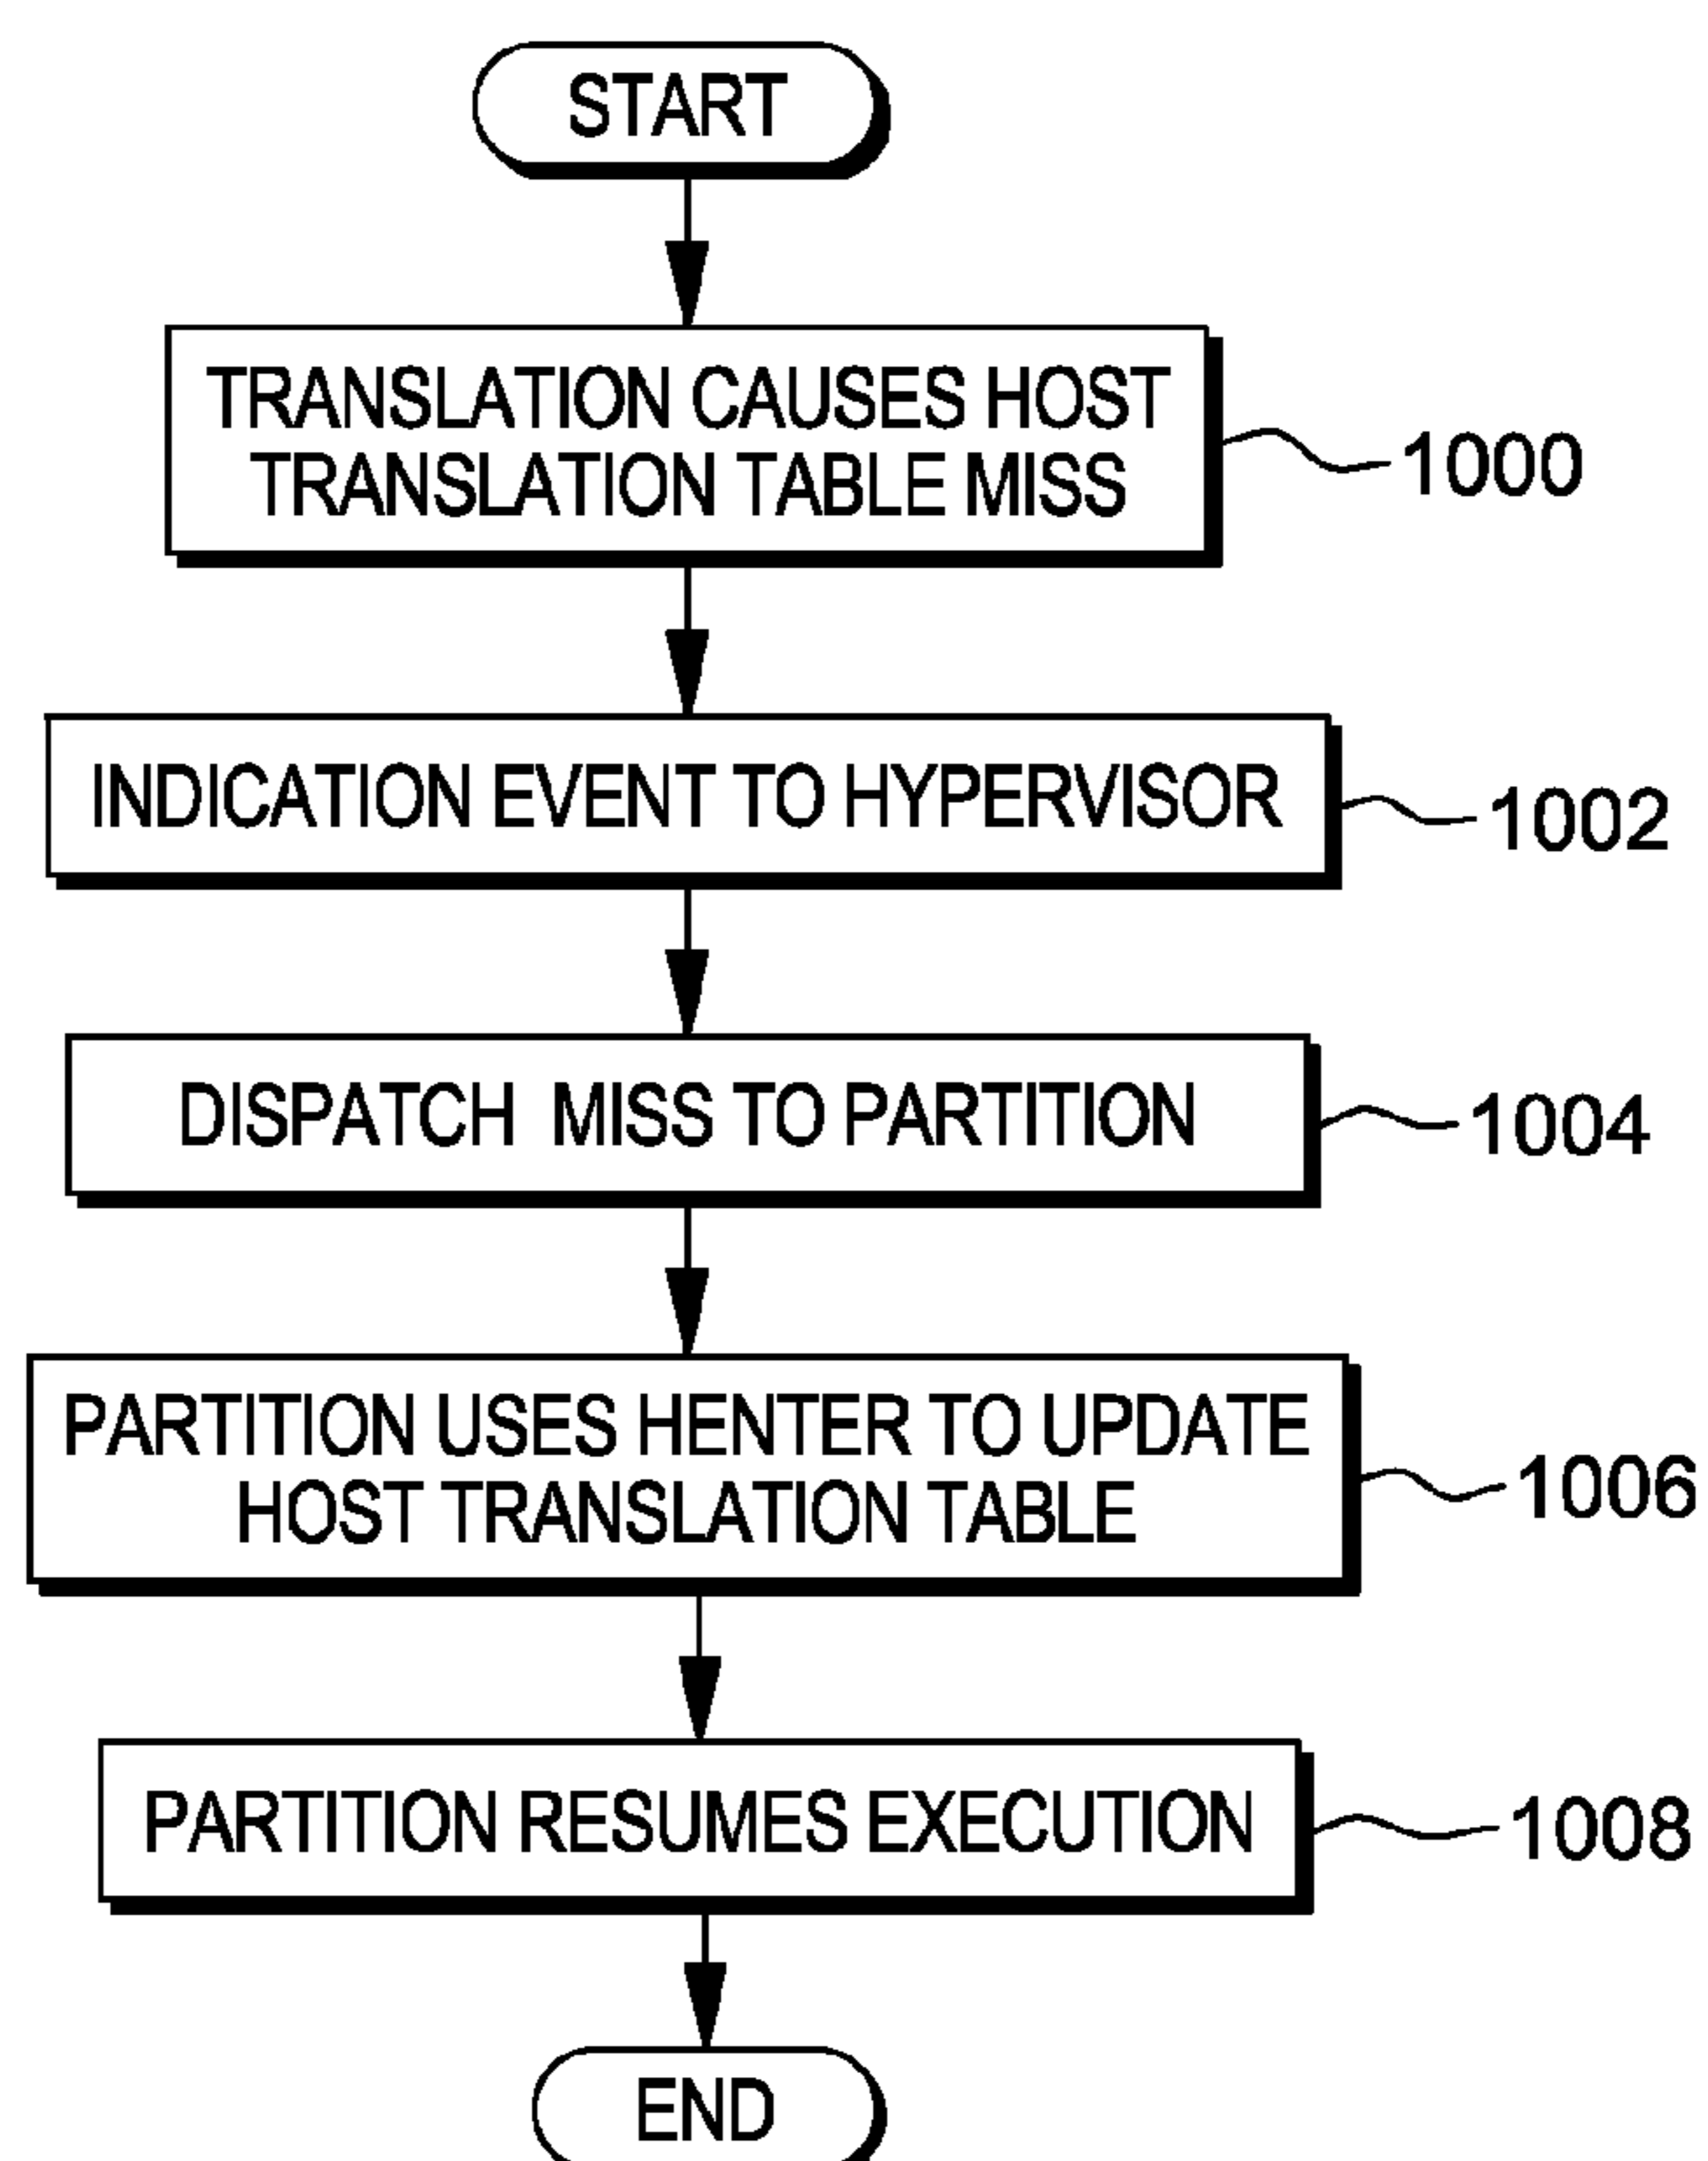 START
TRANSLATION CAUSES HOST
TRANSLATION TABLE MISS
1000
INDICATION EVENT TO HYPERVISOR
1002
DISPATCH MISS TO PARTITION
1004
PARTITION USES HENTER TO UPDATE
HOST TRANSLATION TABLE
1006
PARTITION RESUMES EXECUTION
1008
END